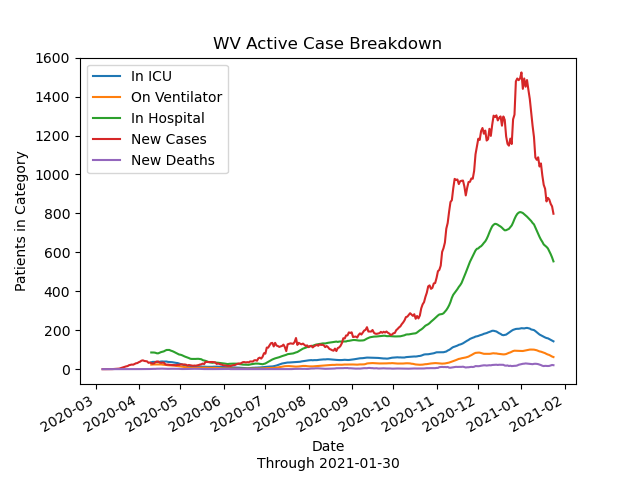 WV Active Case Breakdown
In ICU
On Ventilator
In Hospital
New Cases
New Deaths
Patients in Category
1600
1400
1200
1000
800
600
400
200
0
2020-03
2020-04
2020-05
2020-06
2020-07
2020-08
2020-09
2020-10
2020-11
2020-12
2021-01
2021-02
Date
Through 2021-01-30